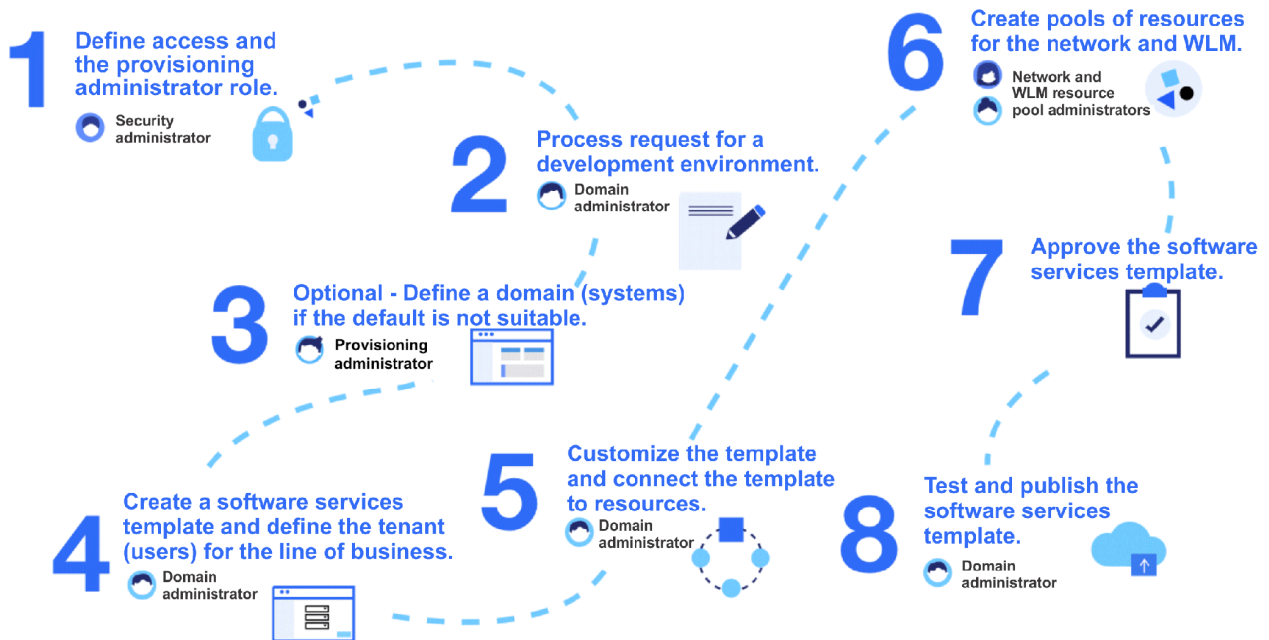 1
Define access and
the provisioning
administrator role.
Security
administrator
2
Process request for a
development environment.
Domain
administrator
3
Optional - Define a domain (systems)
if the default is not suitable.
Provisioning
administrator
4
Create a software services
template and define the tenant
(users) for the line of business.
Domain
administrator
5
Customize the template
and connect the template
to resources.
Domain
administrator
6
Create pools of resources
for the network and WLM.
Network and
WLM resource
pool administrators
7
Approve the software
services template.
8
Test and publish the
software services
template.
Domain
administrator